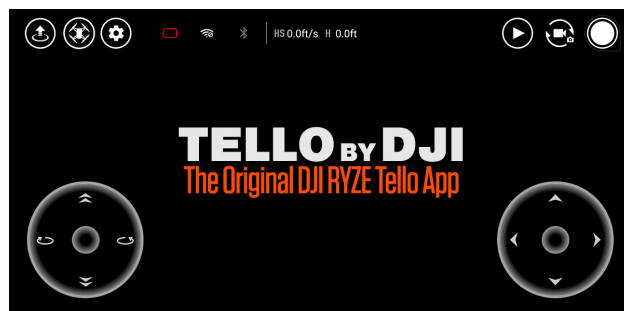 HS 0.0ft/s H 0.0ft
TELLO BY DJI
The Original DJI RYZE Tello App